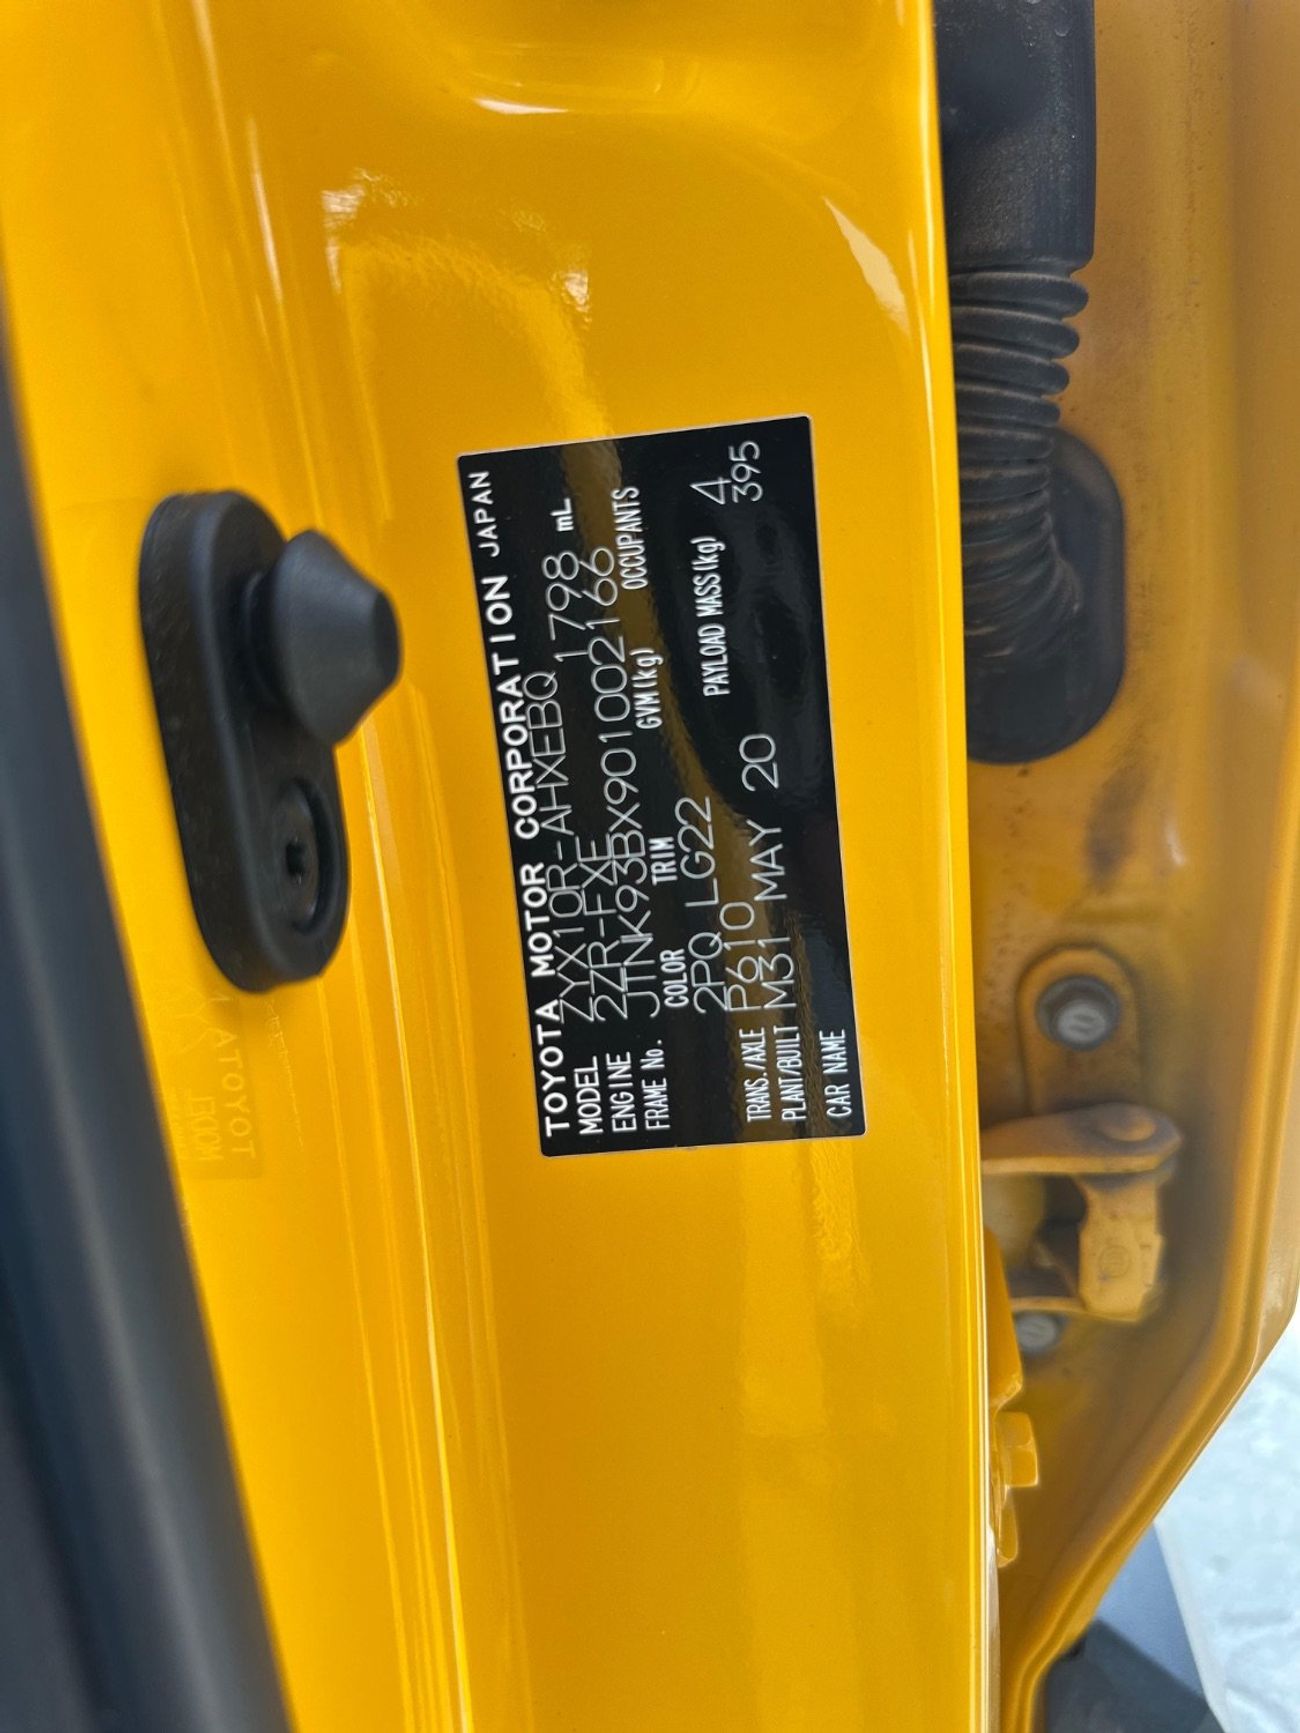 TOYOTA MOTOR CORPORATION JAPAN
MODEL ZYX10R-AHXEBQ 1798 mL
ENGINE 2ZR-FXE
FRAME No. JTNK93BX901002166
COLOR TRIM GVM(kg) OCCUPANTS
2PQ LG22 4
TRANS./AXLE P610 PAYLOAD MASS(kg) 395
PLANT/BUILT M31 MAY 20
CAR NAME